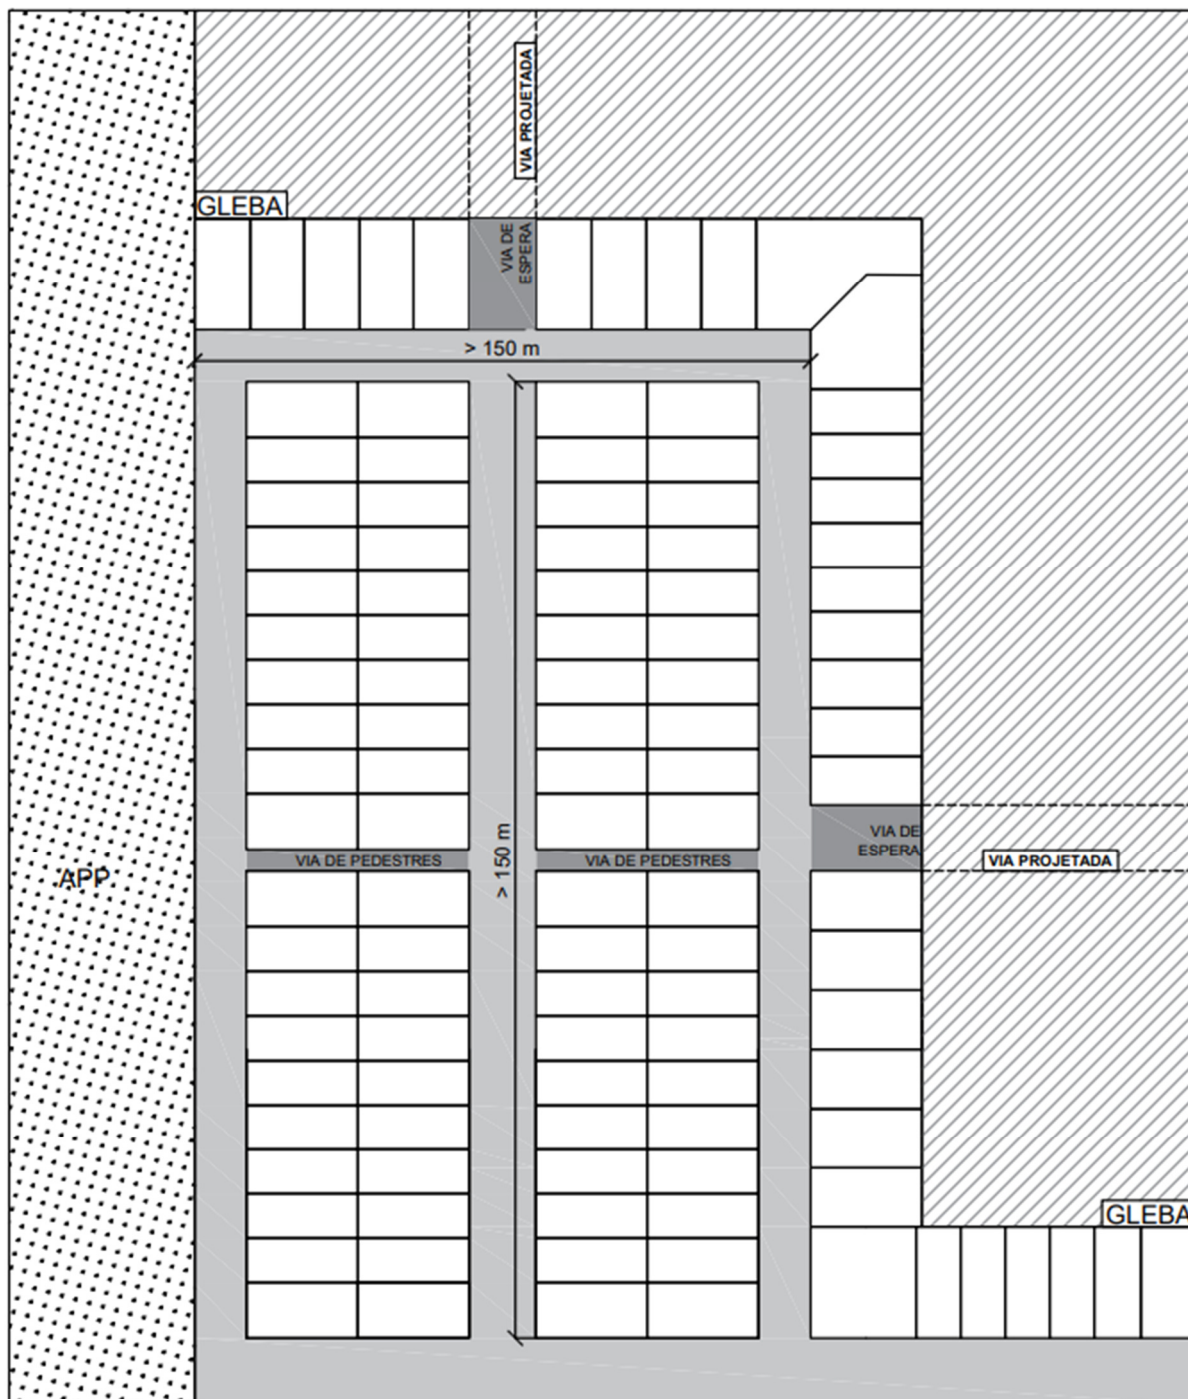 VIA PROJETADA
GLEBA
VIA DE
ESPERA
> 150 m
> 150 m
VIA DE PEDESTRES
VIA DE PEDESTRES
VIA DE
ESPERA
VIA PROJETADA
APP
GLEBA